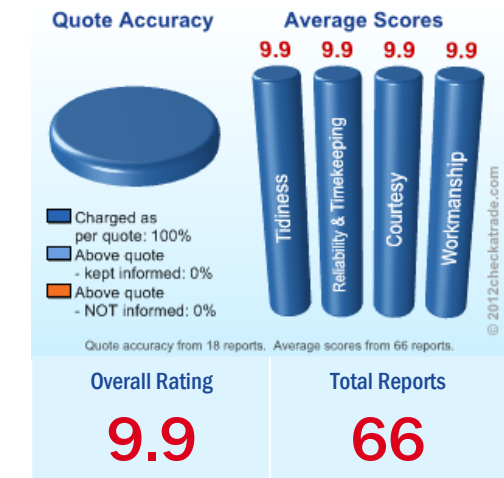 Quote Accuracy
Average Scores
9.9 9.9 9.9 9.9
Tidiness
Reliability & Timekeeping
Courtesy
Workmanship
Charged as
per quote: 100%
Above quote
- kept informed: 0%
Above quote
- NOT informed: 0%
© 2012checkatrade.com
Quote accuracy from 18 reports. Average scores from 66 reports.
Overall Rating
9.9
Total Reports
66